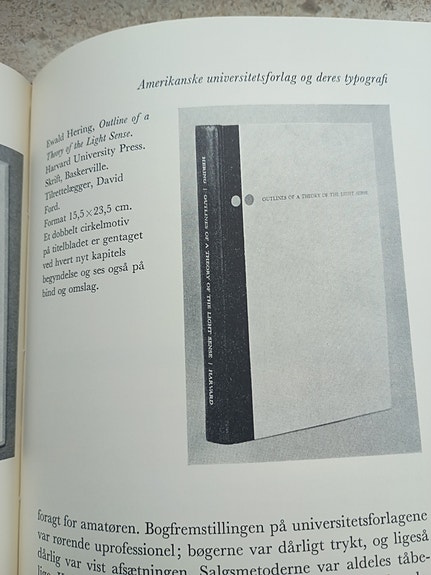 Amerikanske universitetsforlag og deres typografi
Ewald Hering, Outline of a
Theory of the Light Sense.
Harvard University Press.
Skrift, Baskerville.
Tilrettelægger, David
Ford.
Format 15,5×23,5 cm.
Et dobbelt cirkelmotiv
på titelbladet er gentaget
ved hvert nyt kapitels
begyndelse og ses også på
bind og omslag.
HERING | OUTLINES OF A THEORY OF THE LIGHT SENSE | HARVARD
OUTLINES OF A THEORY OF THE LIGHT SENSE
foragt for amatøren. Bogfremstillingen på universitetsforlagene
var rørende uprofessionel; bøgerne var dårligt trykt, og ligeså
dårlig var vist afsætningen. Salgsmetoderne var aldeles tåbe-